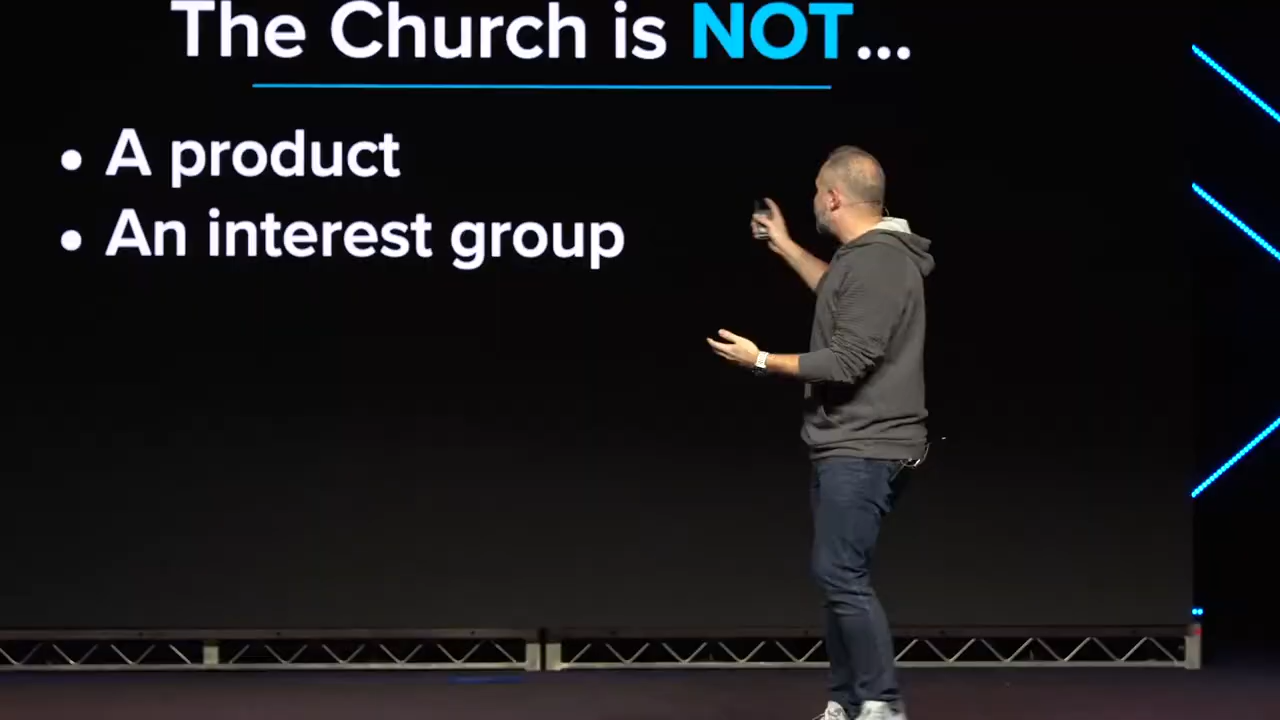 The Church is NOT...
• A product
• An interest group